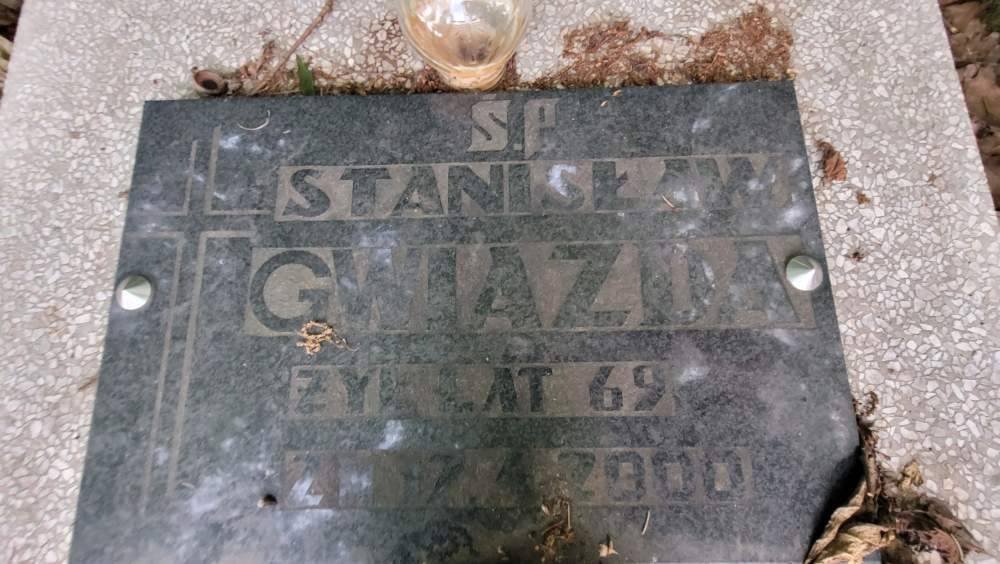 Ś.P
STANISŁAW
GWIAZDA
ŻYŁ LAT 69
2000